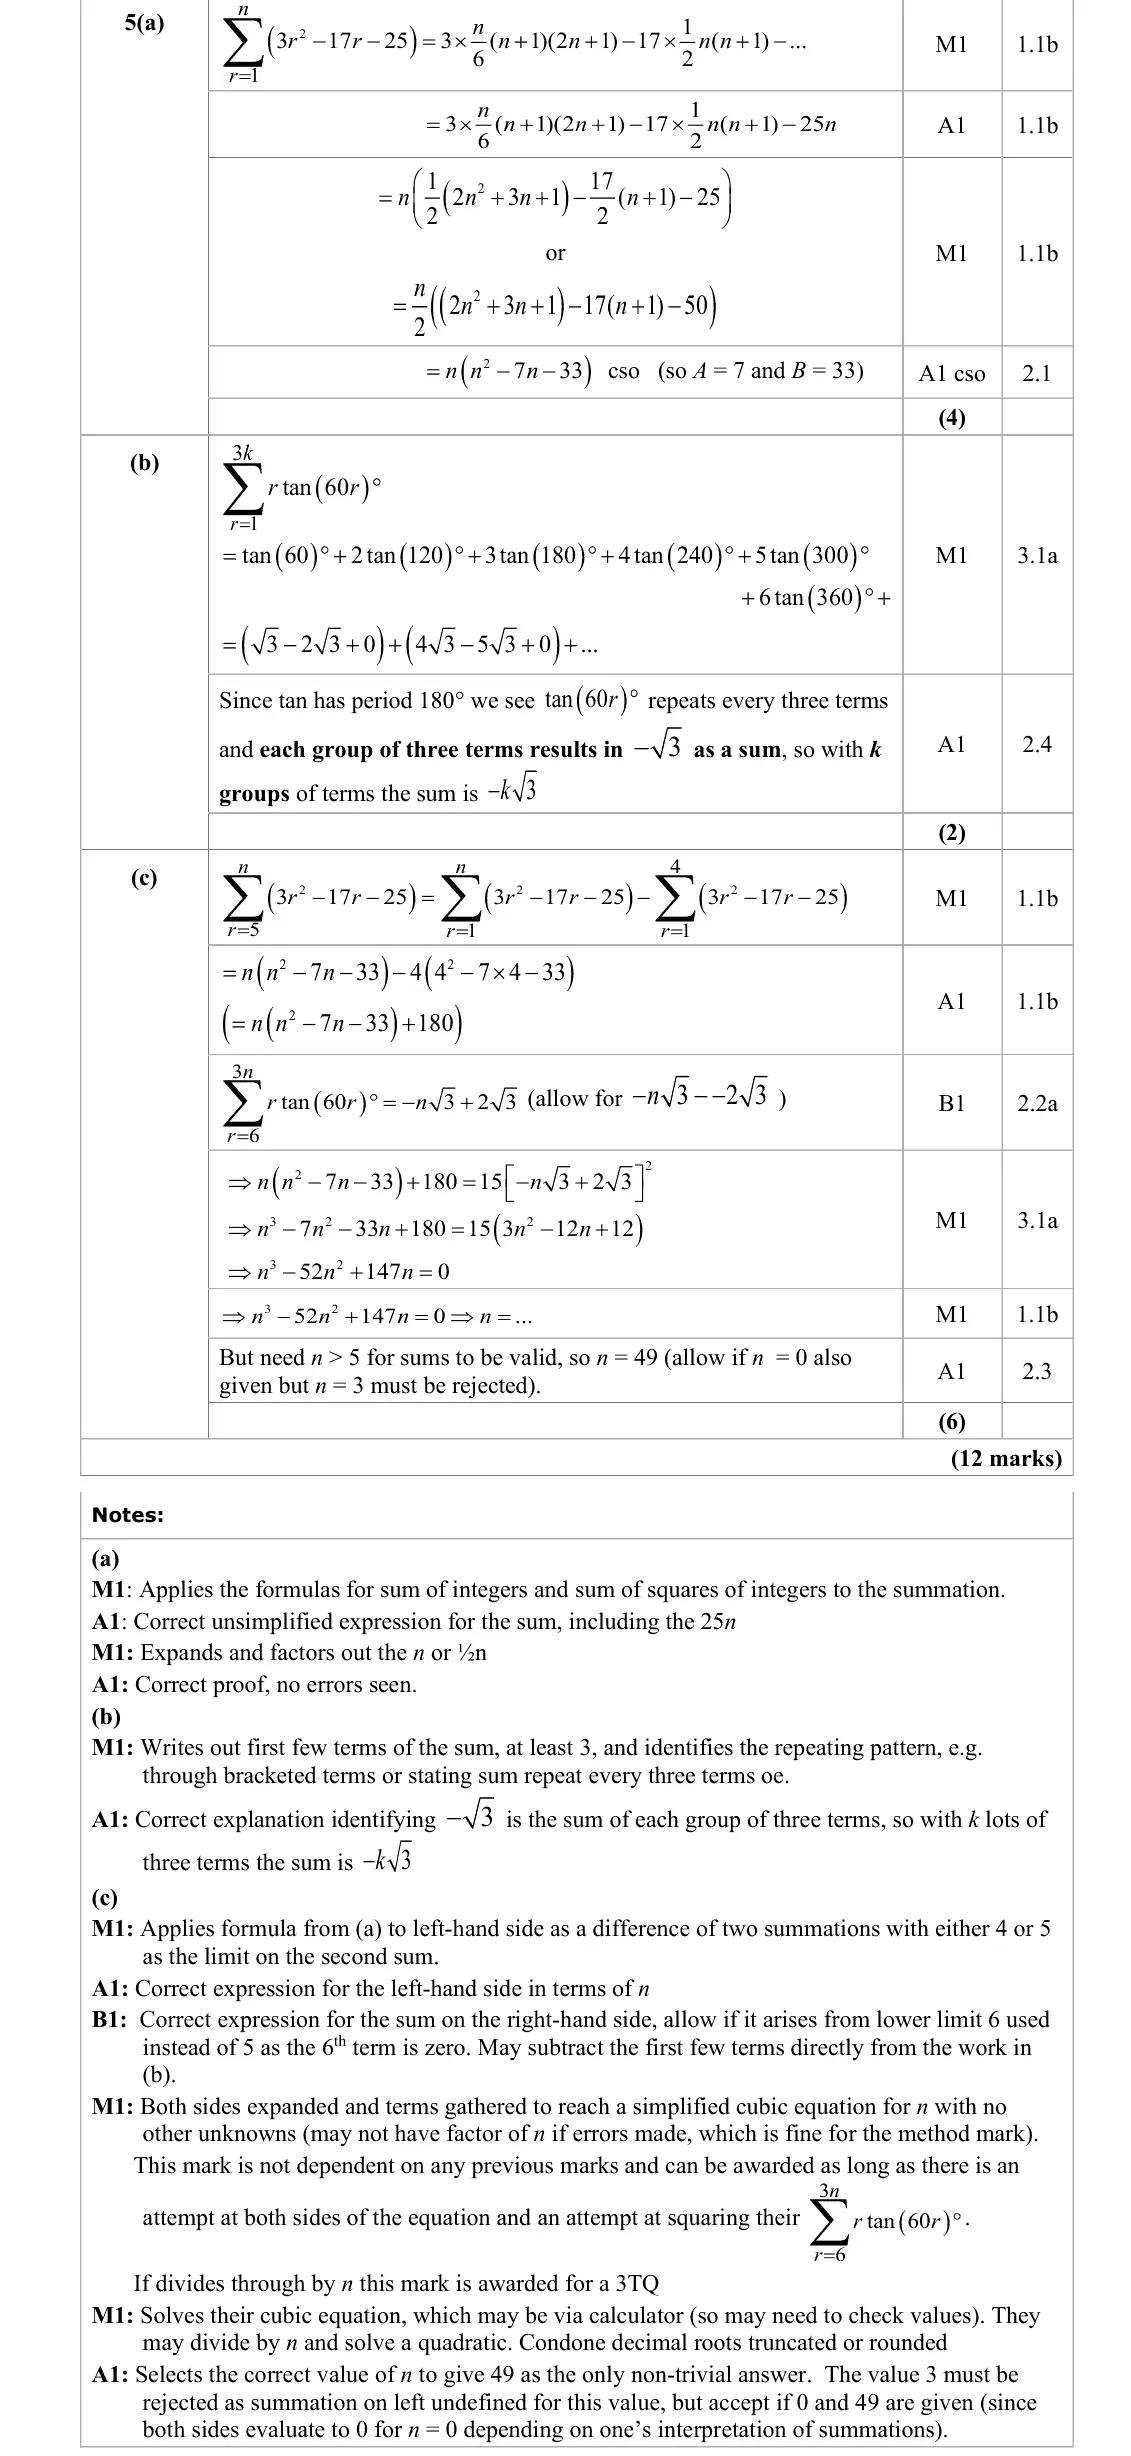 5(a)
\sum_{r=1}^{n}(3r² − 17r − 25) = 3 × n/6 (n+1)(2n+1) − 17 × 1/2 n(n+1) − ...
M1 1.1b
= 3 × n/6 (n+1)(2n+1) − 17 × 1/2 n(n+1) − 25n
A1 1.1b
= n(1/2(2n² + 3n + 1) − 17/2(n+1) − 25)
or
= n/2((2n² + 3n + 1) − 17(n+1) − 50)
M1 1.1b
= n(n² − 7n − 33) cso (so A = 7 and B = 33)
A1 cso 2.1
(4)
(b)
\sum_{r=1}^{3k} r tan(60r)°
= tan(60)° + 2 tan(120)° + 3 tan(180)° + 4 tan(240)° + 5 tan(300)°
+ 6 tan(360)° +
= (√3 − 2√3 + 0) + (4√3 − 5√3 + 0) + ...
M1 3.1a
Since tan has period 180° we see tan(60r)° repeats every three terms
and each group of three terms results in −√3 as a sum, so with k
groups of terms the sum is −k√3
A1 2.4
(2)
(c)
\sum_{r=5}^{n}(3r² − 17r − 25) = \sum_{r=1}^{n}(3r² − 17r − 25) − \sum_{r=1}^{4}(3r² − 17r − 25)
M1 1.1b
= n(n² − 7n − 33) − 4(4² − 7 × 4 − 33)
(= n(n² − 7n − 33) + 180)
A1 1.1b
\sum_{r=6}^{3n} r tan(60r)° = −n√3 + 2√3 (allow for −n√3 − −2√3 )
B1 2.2a
⇒ n(n² − 7n − 33) + 180 = 15[−n√3 + 2√3]²
⇒ n³ − 7n² − 33n + 180 = 15(3n² − 12n + 12)
⇒ n³ − 52n² + 147n = 0
M1 3.1a
⇒ n³ − 52n² + 147n = 0 ⇒ n = ...
M1 1.1b
But need n > 5 for sums to be valid, so n = 49 (allow if n = 0 also
given but n = 3 must be rejected).
A1 2.3
(6)
(12 marks)
Notes:
(a)
M1: Applies the formulas for sum of integers and sum of squares of integers to the summation.
A1: Correct unsimplified expression for the sum, including the 25n
M1: Expands and factors out the n or ½n
A1: Correct proof, no errors seen.
(b)
M1: Writes out first few terms of the sum, at least 3, and identifies the repeating pattern, e.g.
through bracketed terms or stating sum repeat every three terms oe.
A1: Correct explanation identifying −√3 is the sum of each group of three terms, so with k lots of
three terms the sum is −k√3
(c)
M1: Applies formula from (a) to left-hand side as a difference of two summations with either 4 or 5
as the limit on the second sum.
A1: Correct expression for the left-hand side in terms of n
B1: Correct expression for the sum on the right-hand side, allow if it arises from lower limit 6 used
instead of 5 as the 6th term is zero. May subtract the first few terms directly from the work in
(b).
M1: Both sides expanded and terms gathered to reach a simplified cubic equation for n with no
other unknowns (may not have factor of n if errors made, which is fine for the method mark).
This mark is not dependent on any previous marks and can be awarded as long as there is an
attempt at both sides of the equation and an attempt at squaring their \sum_{r=6}^{3n} r tan(60r)°.
If divides through by n this mark is awarded for a 3TQ
M1: Solves their cubic equation, which may be via calculator (so may need to check values). They
may divide by n and solve a quadratic. Condone decimal roots truncated or rounded
A1: Selects the correct value of n to give 49 as the only non-trivial answer. The value 3 must be
rejected as summation on left undefined for this value, but accept if 0 and 49 are given (since
both sides evaluate to 0 for n = 0 depending on one's interpretation of summations).